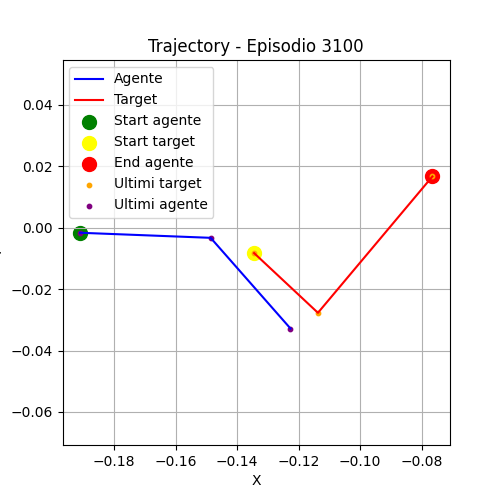 Trajectory - Episodio 3100
Agente
Target
Start agente
Start target
End agente
Ultimi target
Ultimi agente
0.04
0.02
0.00
−0.02
−0.04
−0.06
−0.18
−0.16
−0.14
−0.12
−0.10
−0.08
X